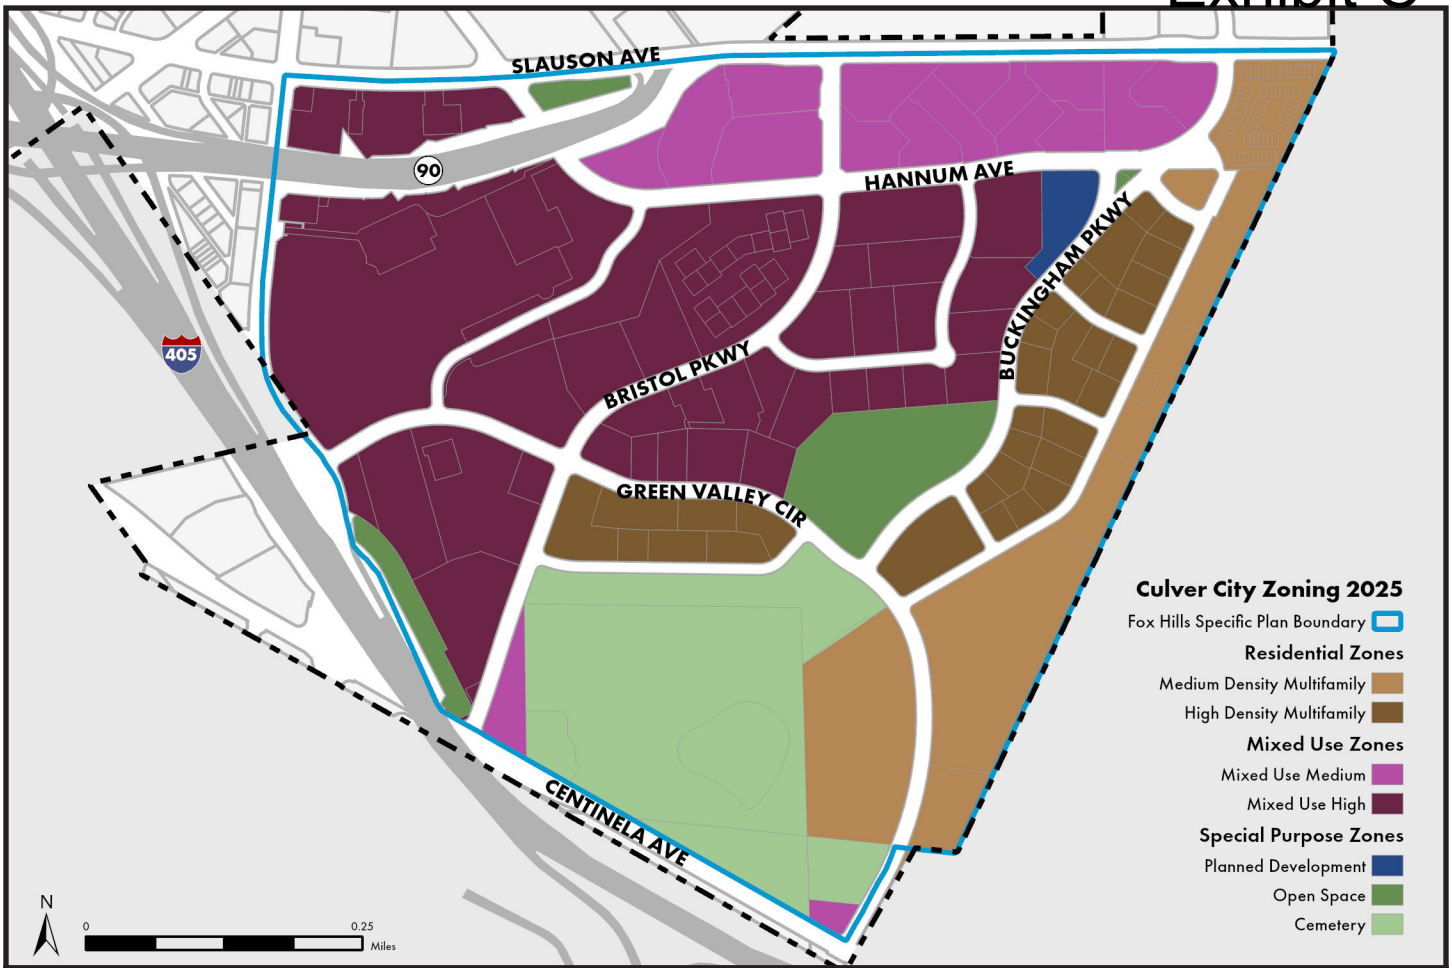 Exhibit C
SLAUSON AVE
90
HANNUM AVE
BUCKINGHAM PKWY
405
BRISTOL PKWY
GREEN VALLEY CIR
CENTINELA AVE
Culver City Zoning 2025
Fox Hills Specific Plan Boundary
Residential Zones
Medium Density Multifamily
High Density Multifamily
Mixed Use Zones
Mixed Use Medium
Mixed Use High
Special Purpose Zones
Planned Development
Open Space
Cemetery
N
0 0.25
Miles